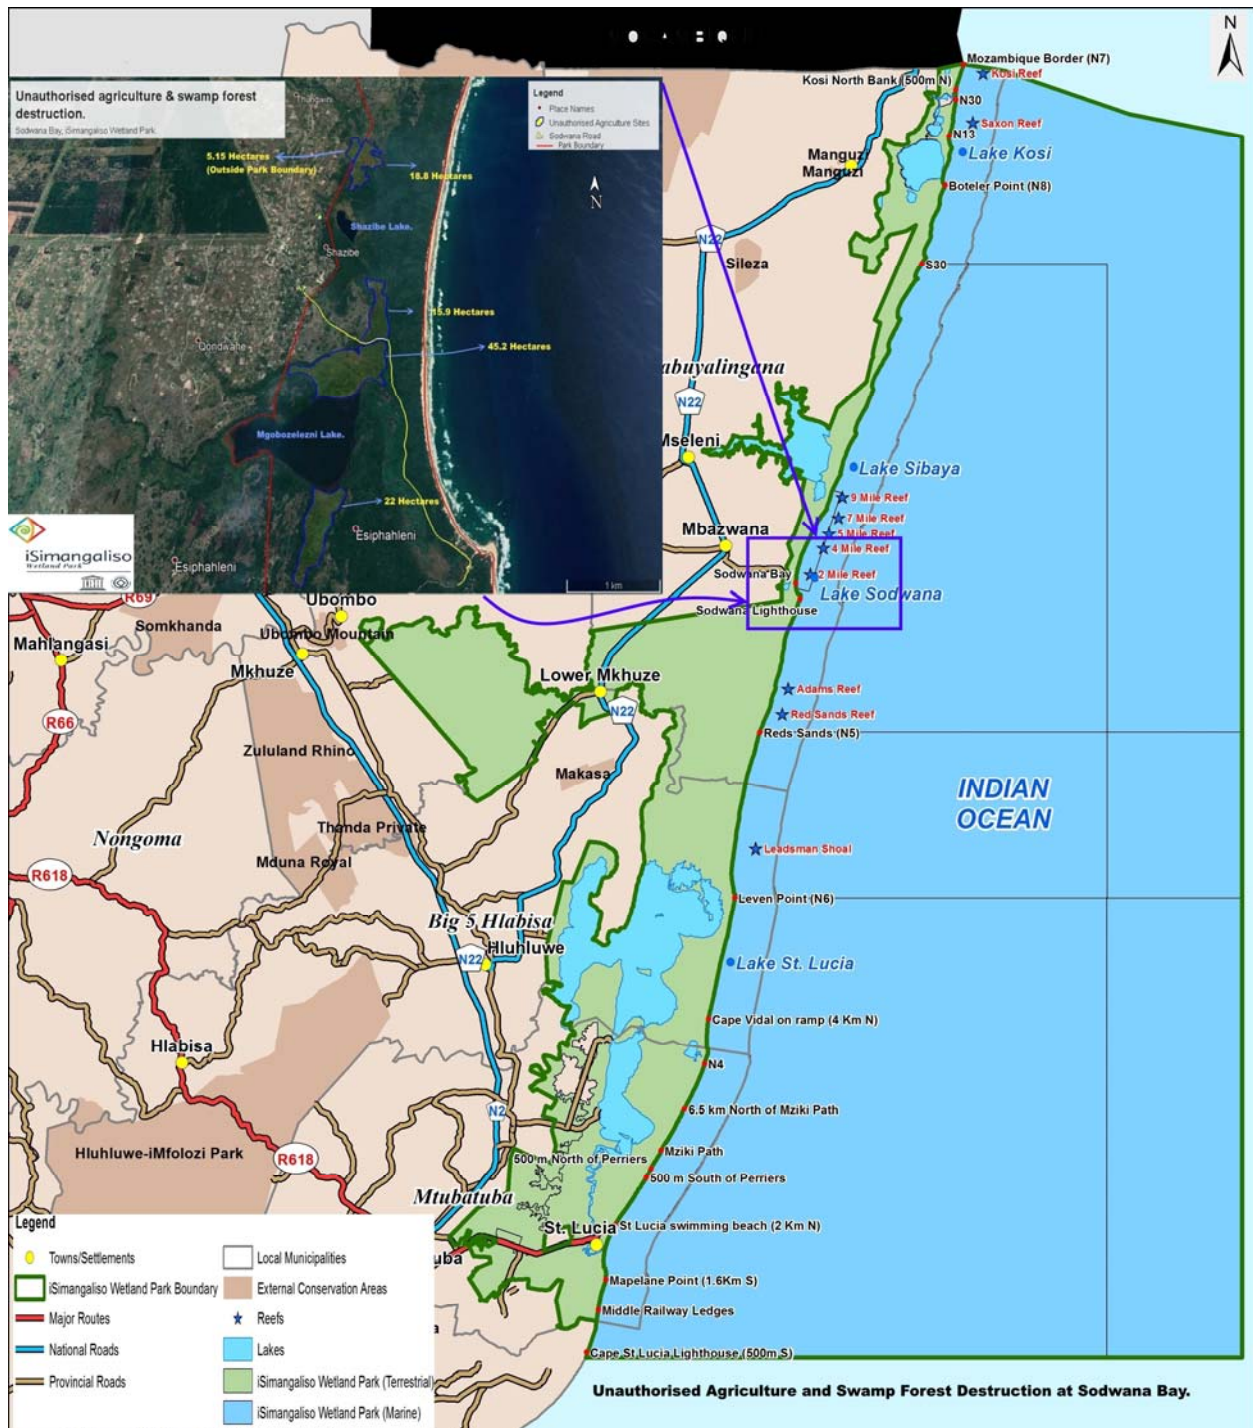 N
Mozambique Border (N7)
Kosi Reef
Kosi North Bank (500m N)
N30
Saxon Reef
N13
Lake Kosi
Manguzi
Manguzi
Boteler Point (N8)
N22
Sileza
S30
abuyalingana
N22
Mseleni
Lake Sibaya
9 Mile Reef
7 Mile Reef
5 Mile Reef
4 Mile Reef
Mbazwana
Sodwana Bay
2 Mile Reef
Lake Sodwana
Sodwana Lighthouse
Unauthorised agriculture & swamp forest
destruction.
Sodwana Bay, iSimangaliso Wetland Park.
Legend
Place Names
Unauthorised Agriculture Sites
Sodwana Road
Park Boundary
N
5.15 Hectares
(Outside Park Boundary)
18.8 Hectares
Shazibe Lake.
Shazibe
15.9 Hectares
45.2 Hectares
Qondwane
Mgobozelezni Lake.
22 Hectares
Esiphahleni
Esiphahleni
1 km
iSimangaliso
Wetland Park
R69
Somkhanda
Ubombo
Ubombo Mountain
Mahlangasi
Mkhuze
Lower Mkhuze
N22
R66
Adams Reef
Red Sands Reef
Reds Sands (N5)
Zululand Rhino
Makasa
INDIAN
OCEAN
Thanda Private
Nongoma
Mduna Royal
Leadsman Shoal
R618
Leven Point (N6)
Big 5 Hlabisa
Hluhluwe
N22
Lake St. Lucia
Cape Vidal on ramp (4 Km N)
Hlabisa
N4
N2
6.5 km North of Mziki Path
Hluhluwe-iMfolozi Park
R618
Mziki Path
500 m North of Perriers
500 m South of Perriers
Mtubatuba
St. Lucia
St Lucia swimming beach (2 Km N)
uba
Mapelane Point (1.6Km S)
Middle Railway Ledges
a
Cape St Lucia Lighthouse (500m S)
Legend
Towns/Settlements
iSimangaliso Wetland Park Boundary
Major Routes
National Roads
Provincial Roads
Local Municipalities
External Conservation Areas
Reefs
Lakes
iSimangaliso Wetland Park (Terrestrial)
iSimangaliso Wetland Park (Marine)
Unauthorised Agriculture and Swamp Forest Destruction at Sodwana Bay.